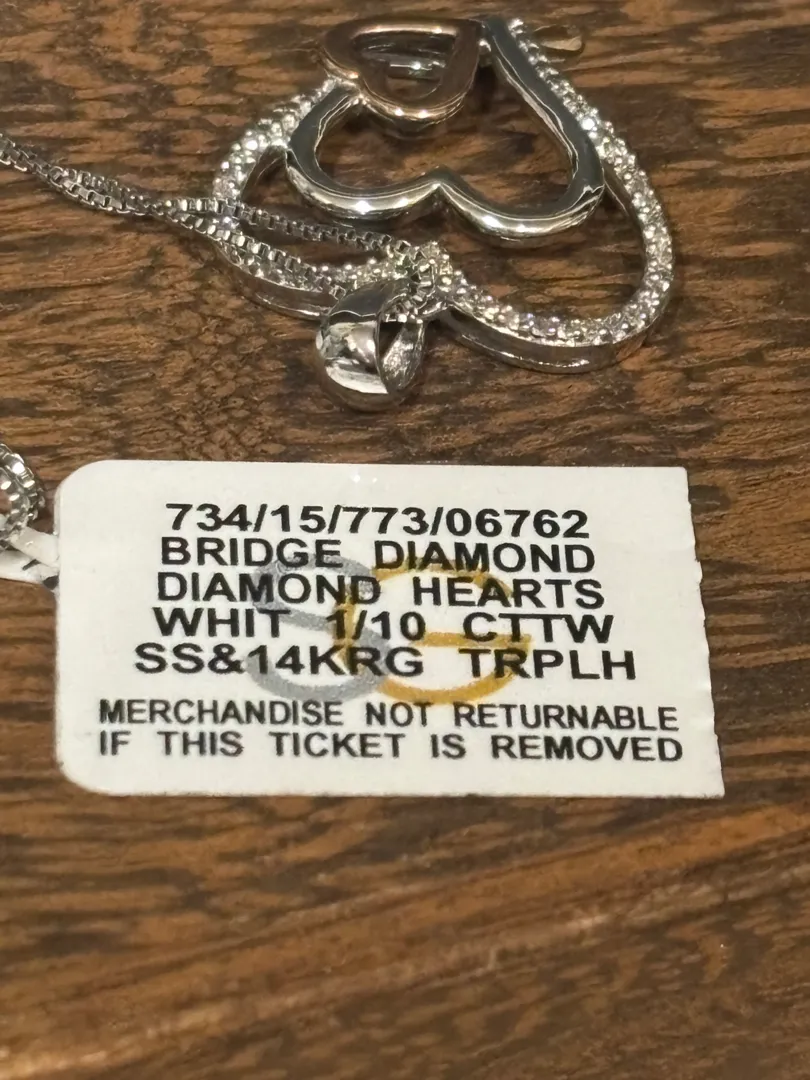 734/15/773/06762
BRIDGE DIAMOND
DIAMOND HEARTS
WHIT 1/10 CTTW
SS&14KRG TRPLH
MERCHANDISE NOT RETURNABLE
IF THIS TICKET IS REMOVED